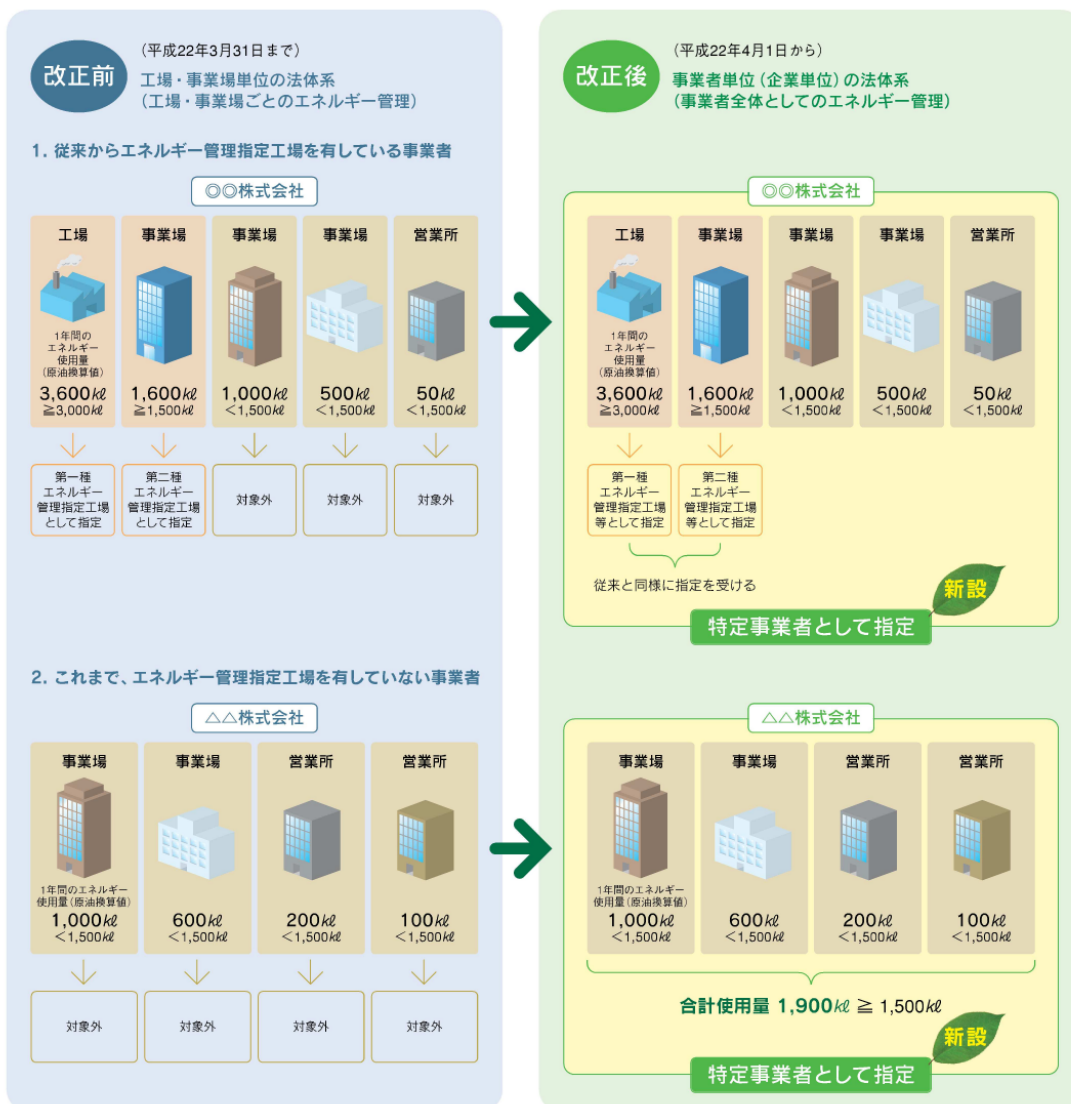 改正前
(平成22年3月31日まで)
工場・事業場単位の法体系
(工場・事業場ごとのエネルギー管理)
1. 従来からエネルギー管理指定工場を有している事業者
◎◎株式会社
工場
1年間の
エネルギー
使用量
(原油換算値)
3,600kℓ
≧3,000kℓ
事業場
1,600kℓ
≧1,500kℓ
事業場
1,000kℓ
<1,500kℓ
事業場
500kℓ
<1,500kℓ
営業所
50kℓ
<1,500kℓ
第一種
エネルギー
管理指定工場
として指定
第二種
エネルギー
管理指定工場
として指定
対象外
対象外
対象外
2. これまで、エネルギー管理指定工場を有していない事業者
△△株式会社
事業場
1年間のエネルギー
使用量(原油換算値)
1,000kℓ
<1,500kℓ
事業場
600kℓ
<1,500kℓ
営業所
200kℓ
<1,500kℓ
営業所
100kℓ
<1,500kℓ
対象外
対象外
対象外
対象外
改正後
(平成22年4月1日から)
事業者単位(企業単位)の法体系
(事業者全体としてのエネルギー管理)
◎◎株式会社
工場
1年間の
エネルギー
使用量
(原油換算値)
3,600kℓ
≧3,000kℓ
事業場
1,600kℓ
≧1,500kℓ
事業場
1,000kℓ
<1,500kℓ
事業場
500kℓ
<1,500kℓ
営業所
50kℓ
<1,500kℓ
第一種
エネルギー
管理指定工場
等として指定
第二種
エネルギー
管理指定工場
等として指定
従来と同様に指定を受ける
新設
特定事業者として指定
△△株式会社
事業場
1年間のエネルギー
使用量(原油換算値)
1,000kℓ
<1,500kℓ
事業場
600kℓ
<1,500kℓ
営業所
200kℓ
<1,500kℓ
営業所
100kℓ
<1,500kℓ
合計使用量 1,900kℓ ≧ 1,500kℓ
新設
特定事業者として指定